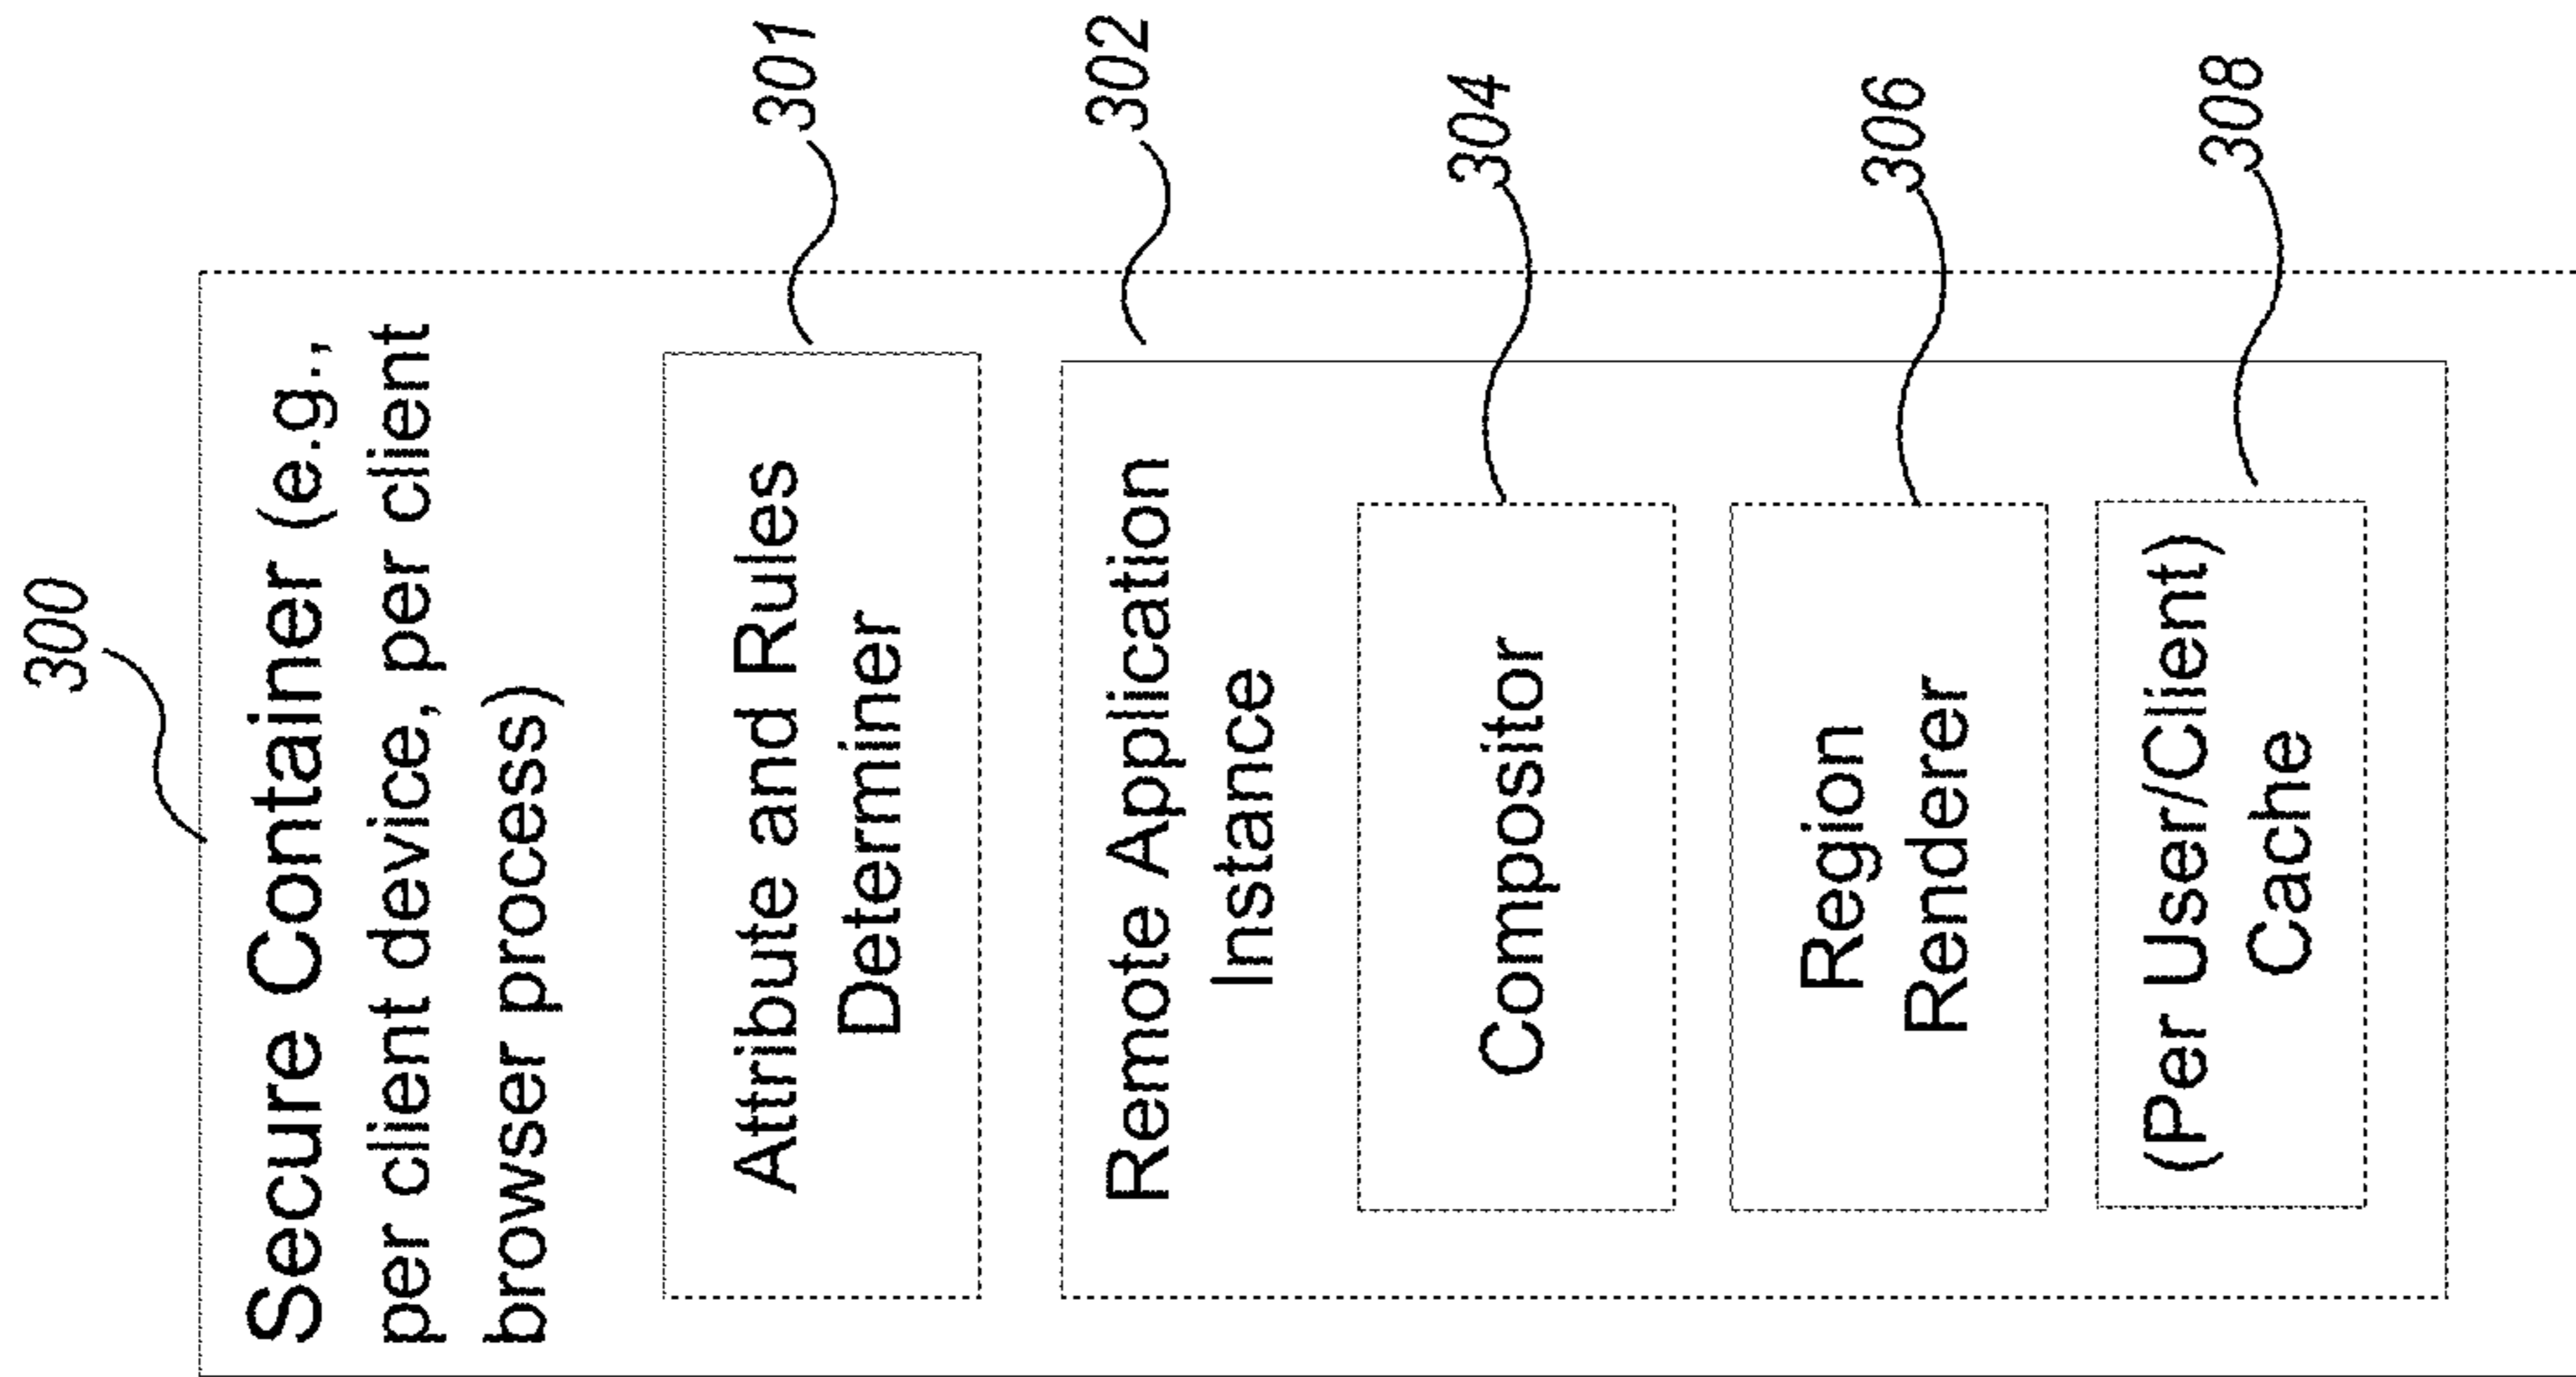 300
Secure Container (e.g.,
per client device, per client
browser process)
Attribute and Rules
Determiner
301
Remote Application
Instance
302
Compositor
304
Region
Renderer
306
(Per User/Client)
Cache
308